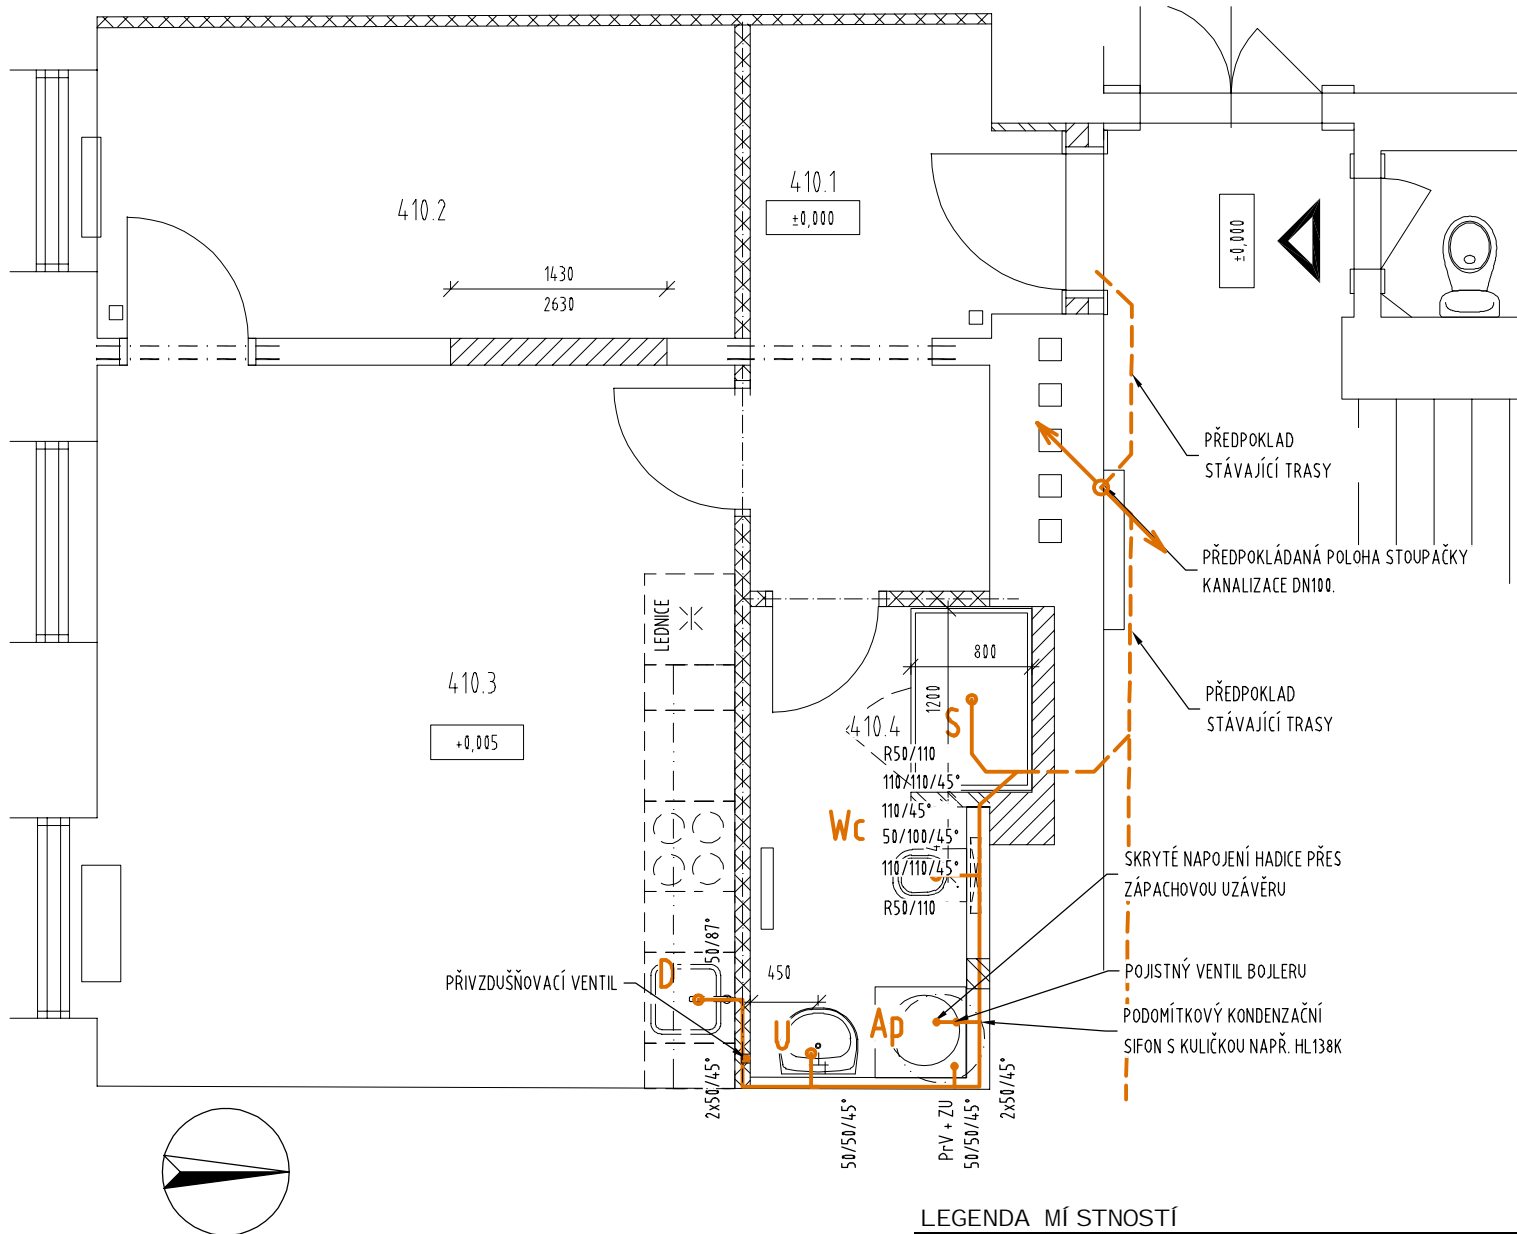 410.2
410.1
±0,000
±0,000
1430
2630
PŘEDPOKLAD
STÁVAJÍCÍ TRASY
PŘEDPOKLÁDANÁ POLOHA STOUPAČKY
KANALIZACE DN100.
LEDNICE
410.3
+0,005
800
1200
S
410.4
PŘEDPOKLAD
STÁVAJÍCÍ TRASY
R50/110
110/110/45°
110/45°
50/100/45°
110/110/45°
R50/110
Wc
SKRYTÉ NAPOJENÍ HADICE PŘES
ZÁPACHOVOU UZÁVĚRU
50/87°
D
PŘIVZDUŠŇOVACÍ VENTIL
450
U
Ap
POJISTNÝ VENTIL BOJLERU
PODOMÍTKOVÝ KONDENZAČNÍ
SIFON S KULIČKOU NAPŘ. HL138K
2x50/45°
50/50/45°
PrV + ZU
50/50/45°
2x50/45°
LEGENDA MÍSTNOSTÍ